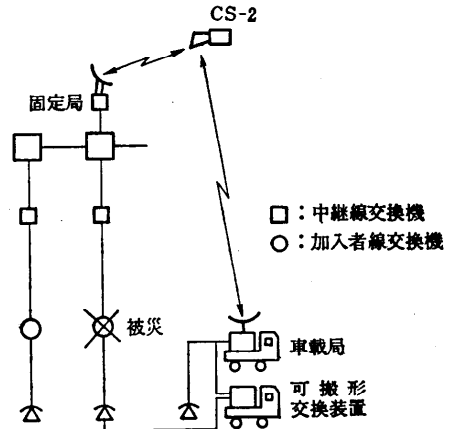 CS-2
固定局
□：中継線交換機
○：加入者線交換機
被災
車載局
可搬形
交換装置